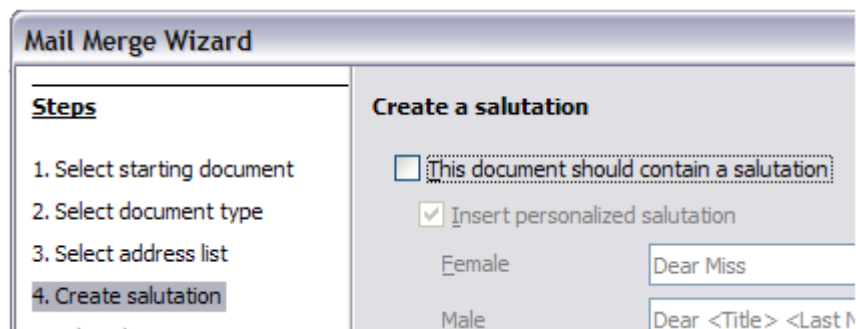 Mail Merge Wizard
Steps
1. Select starting document
2. Select document type
3. Select address list
4. Create salutation
Create a salutation
This document should contain a salutation
Insert personalized salutation
Female
Dear Miss
Male
Dear <Title> <Last